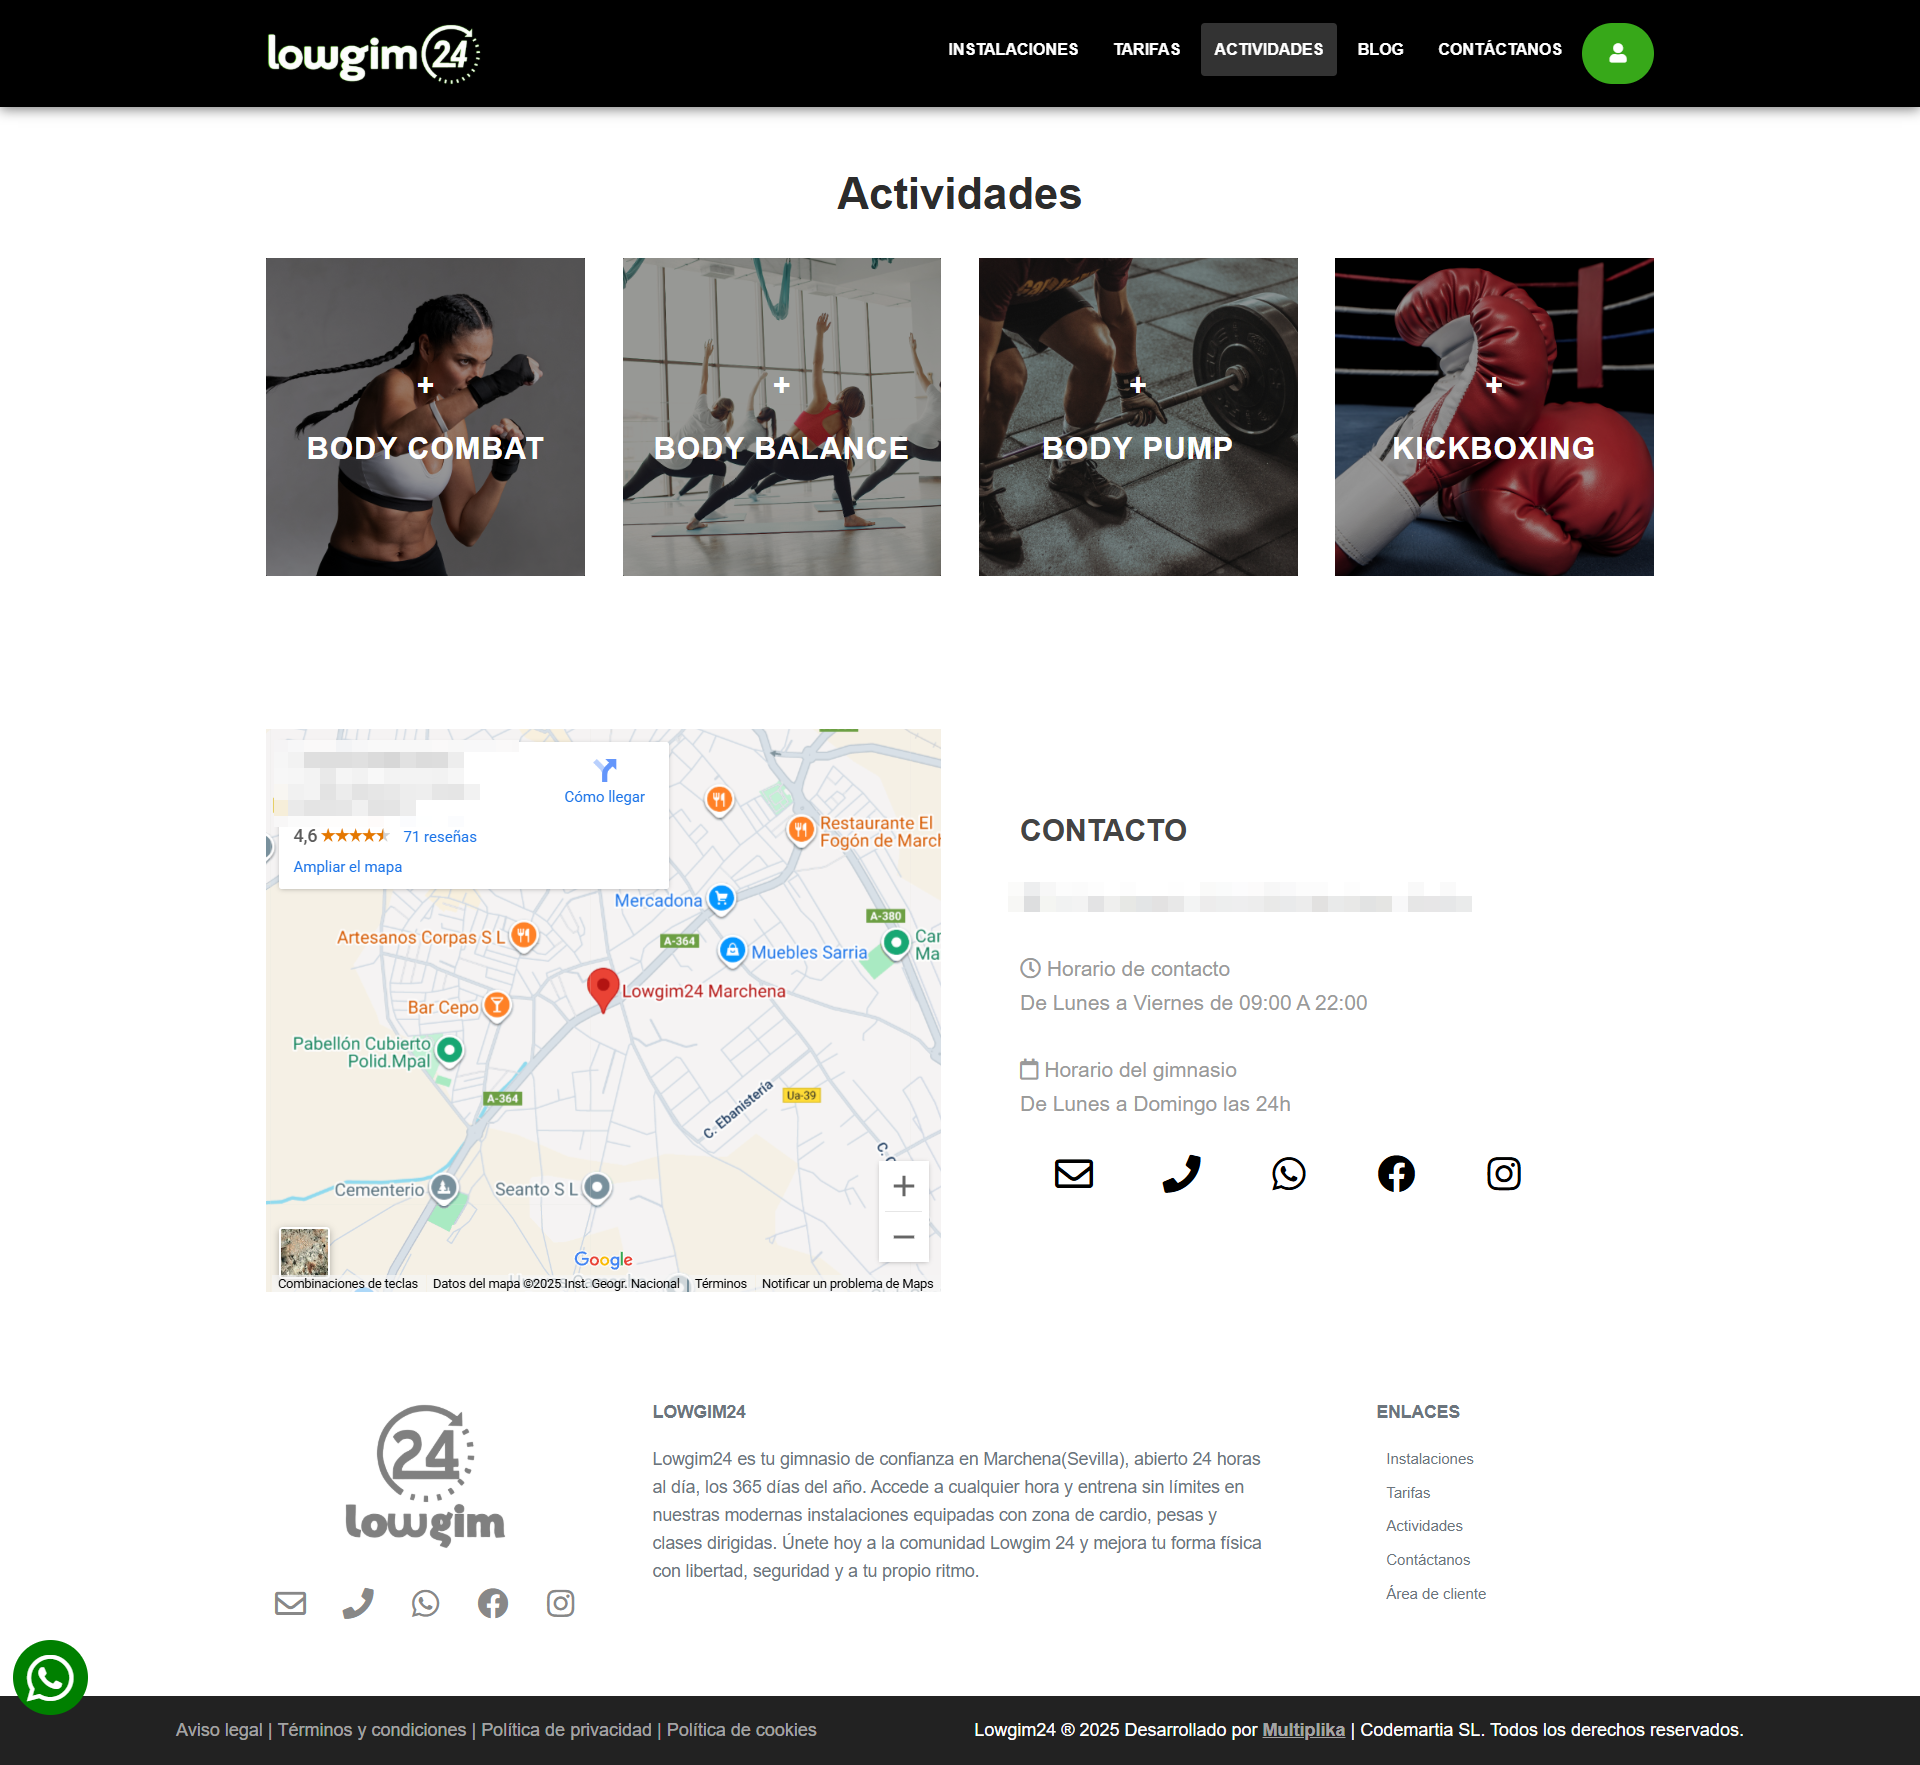 lowgim 24
INSTALACIONES
TARIFAS
ACTIVIDADES
BLOG
CONTÁCTANOS
Actividades
+
BODY COMBAT
+
BODY BALANCE
+
BODY PUMP
+
KICKBOXING
Cómo llegar
4,6
71 reseñas
Ampliar el mapa
Restaurante El
Fogón de March
Mercadona
A-380
Artesanos Corpas S L
A-364
Muebles Sarria
Car
Ma
Lowgim24 Marchena
Bar Cepo
Pabellón Cubierto
Polid.Mpal
A-364
C. Ebanistería
Ua-39
Cementerio
Seanto S L
Google
Combinaciones de teclas
Datos del mapa ©2025 Inst. Geogr. Nacional
Términos
Notificar un problema de Maps
CONTACTO
Horario de contacto
De Lunes a Viernes de 09:00 A 22:00
Horario del gimnasio
De Lunes a Domingo las 24h
24
lowgim
LOWGIM24
Lowgim24 es tu gimnasio de confianza en Marchena(Sevilla), abierto 24 horas
al día, los 365 días del año. Accede a cualquier hora y entrena sin límites en
nuestras modernas instalaciones equipadas con zona de cardio, pesas y
clases dirigidas. Únete hoy a la comunidad Lowgim 24 y mejora tu forma física
con libertad, seguridad y a tu propio ritmo.
ENLACES
Instalaciones
Tarifas
Actividades
Contáctanos
Área de cliente
Aviso legal | Términos y condiciones | Política de privacidad | Política de cookies
Lowgim24 ® 2025 Desarrollado por Multiplika | Codemartia SL. Todos los derechos reservados.